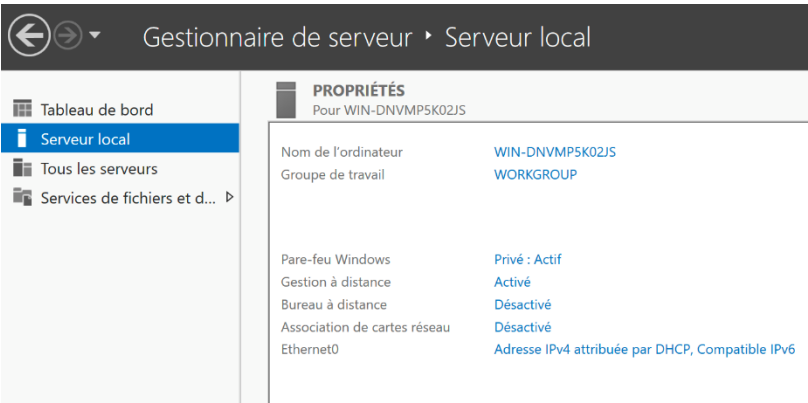 Gestionnaire de serveur ‣ Serveur local
Tableau de bord
Serveur local
Tous les serveurs
Services de fichiers et d...
PROPRIÉTÉS
Pour WIN-DNVMP5K02JS
Nom de l'ordinateur WIN-DNVMP5K02JS
Groupe de travail WORKGROUP
Pare-feu Windows Privé : Actif
Gestion à distance Activé
Bureau à distance Désactivé
Association de cartes réseau Désactivé
Ethernet0 Adresse IPv4 attribuée par DHCP, Compatible IPv6